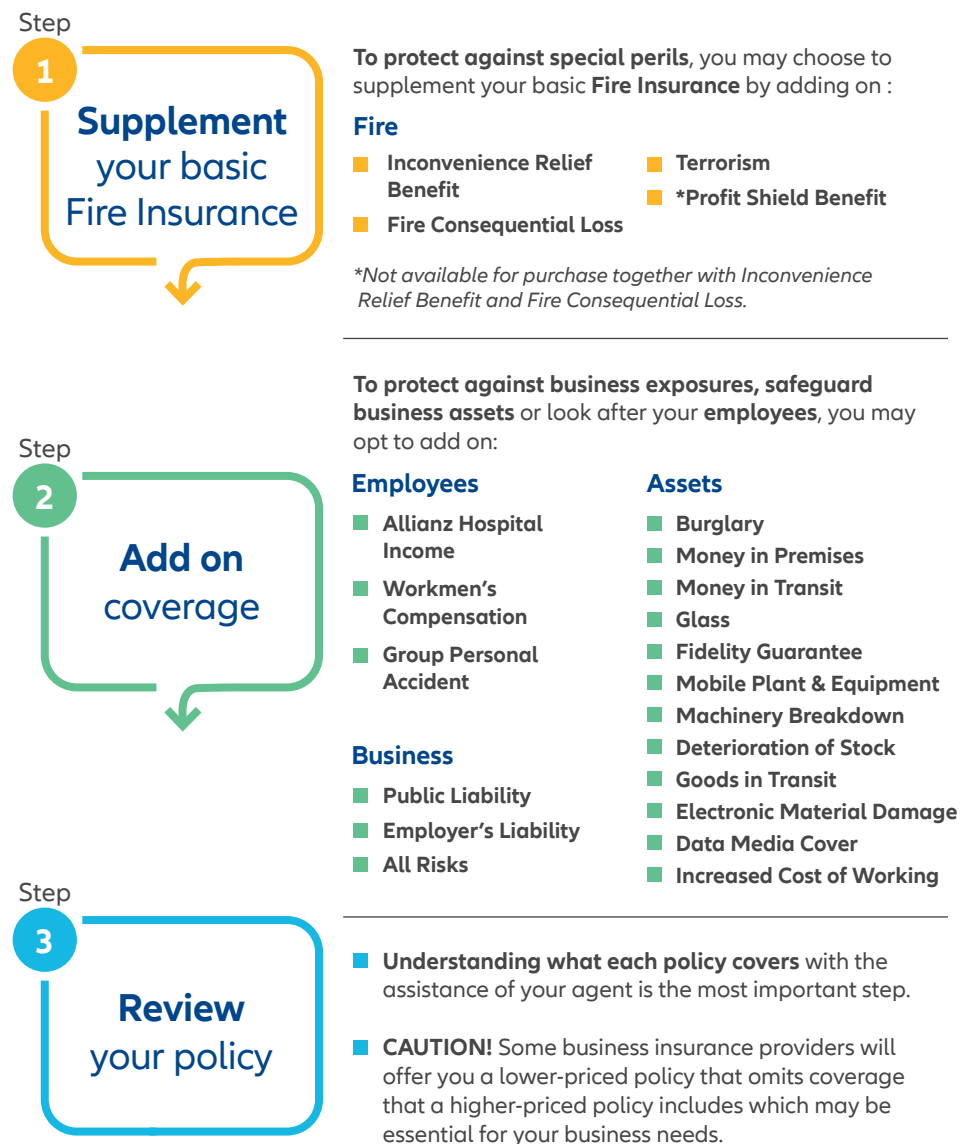 Step
1
Supplement
your basic
Fire Insurance
To protect against special perils, you may choose to
supplement your basic Fire Insurance by adding on :
Fire
Inconvenience Relief
Benefit
Fire Consequential Loss
Terrorism
*Profit Shield Benefit
*Not available for purchase together with Inconvenience
Relief Benefit and Fire Consequential Loss.
Step
2
Add on
coverage
To protect against business exposures, safeguard
business assets or look after your employees, you may
opt to add on:
Employees
Allianz Hospital
Income
Workmen's
Compensation
Group Personal
Accident
Business
Public Liability
Employer's Liability
All Risks
Assets
Burglary
Money in Premises
Money in Transit
Glass
Fidelity Guarantee
Mobile Plant & Equipment
Machinery Breakdown
Deterioration of Stock
Goods in Transit
Electronic Material Damage
Data Media Cover
Increased Cost of Working
Step
3
Review
your policy
Understanding what each policy covers with the
assistance of your agent is the most important step.
CAUTION! Some business insurance providers will
offer you a lower-priced policy that omits coverage
that a higher-priced policy includes which may be
essential for your business needs.